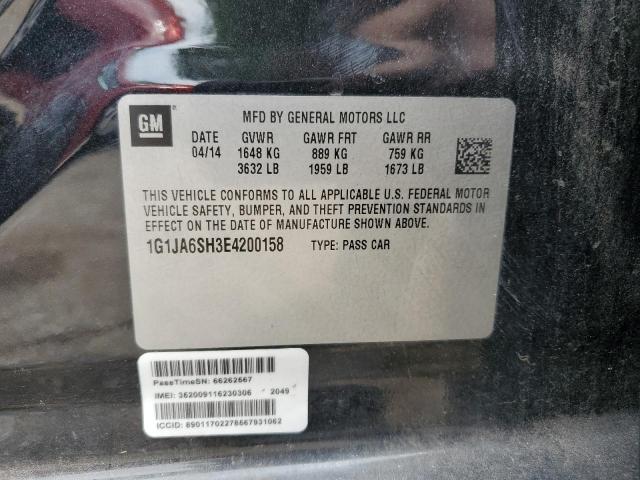 GM
MFD BY GENERAL MOTORS LLC
DATE GVWR GAWR FRT GAWR RR
04/14 1648 KG 889 KG 759 KG
3632 LB 1959 LB 1673 LB
THIS VEHICLE CONFORMS TO ALL APPLICABLE U.S. FEDERAL MOTOR
VEHICLE SAFETY, BUMPER, AND THEFT PREVENTION STANDARDS IN
EFFECT ON THE DATE OF MANUFACTURE SHOWN ABOVE.
1G1JA6SH3E4200158 TYPE: PASS CAR
PassTimeSN: 66262567
IMEI: 352009116230306 2049
ICCID: 89011702278567931062